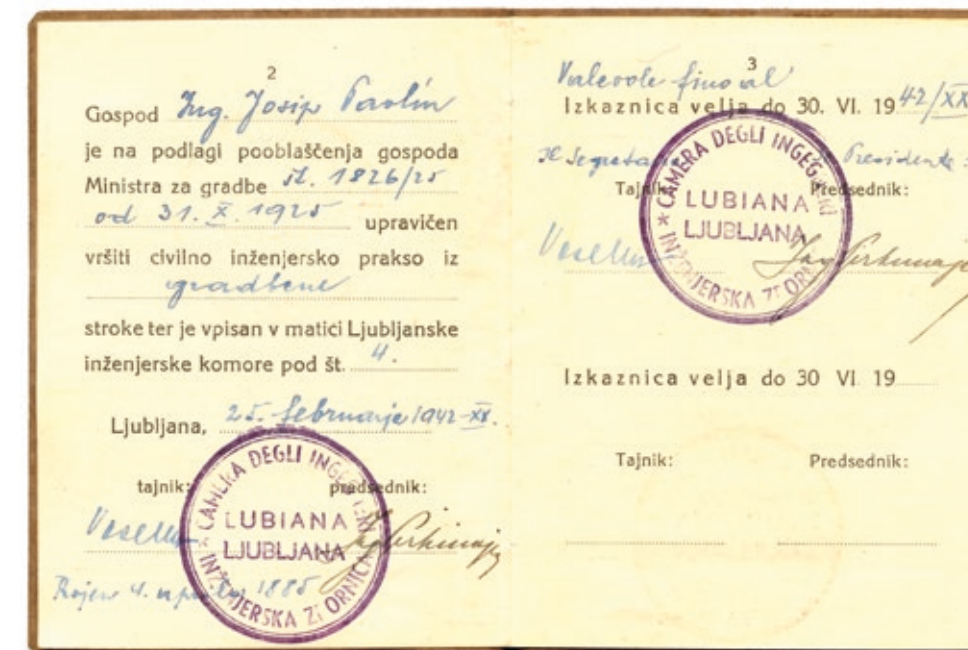 2
Gospod Ing. Josip Pavlin
je na podlagi pooblaščenja gospoda
Ministra za gradbe št. 1826/25
od 31. X. 1925 upravičen
vršiti civilno inženjersko prakso iz
gradbene
stroke ter je vpisan v matici Ljubljanske
inženjerske komore pod št. 4.
Ljubljana, 25. februarja 1942-XX.
tajnik: predsednik:
CAMERA DEGLI INGEGNERI
LUBIANA
LJUBLJANA
INŽENJERSKA ZBORNICA
Rojen 4. 1885
3
Valevole fino al
Izkaznica velja do 30. VI. 1942/XX
Il Segretario Presidente:
Tajnik: Predsednik:
CAMERA DEGLI INGEGNERI
LUBIANA
LJUBLJANA
INŽENJERSKA ZBORNICA
Izkaznica velja do 30 VI. 19
Tajnik: Predsednik: